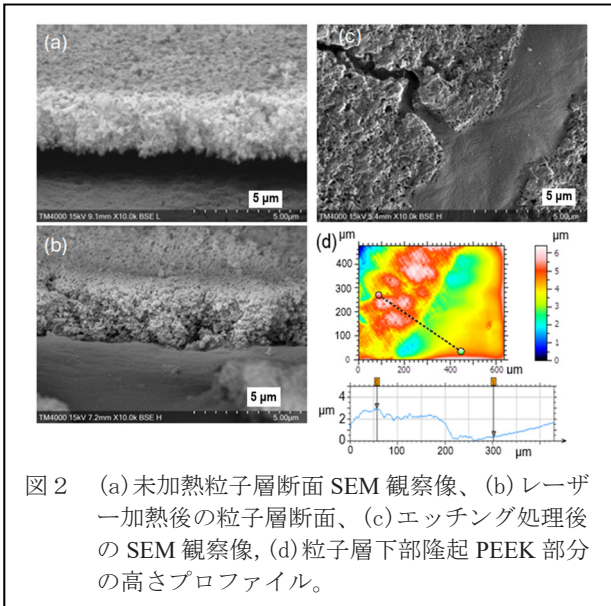 (a)
5 μm
TM4000 15kV 9.1mm X10.0k BSE L
5.00μm
(c)
5 μm
TM4000 15kV 5.4mm X10.0k BSE H
5.00μm
(b)
5 μm
TM4000 15kV 7.2mm X10.0k BSE H
5.00μm
(d)
μm
400
300
200
100
0
0
200
400
600 μm
μm
6
5
4
3
2
1
0
μm
4
2
0
0
100
200
300
μm
図２ (a)未加熱粒子層断面 SEM 観察像、(b)レーザ
ー加熱後の粒子層断面、(c)エッチング処理後
の SEM 観察像, (d)粒子層下部隆起 PEEK 部分
の高さプロファイル。